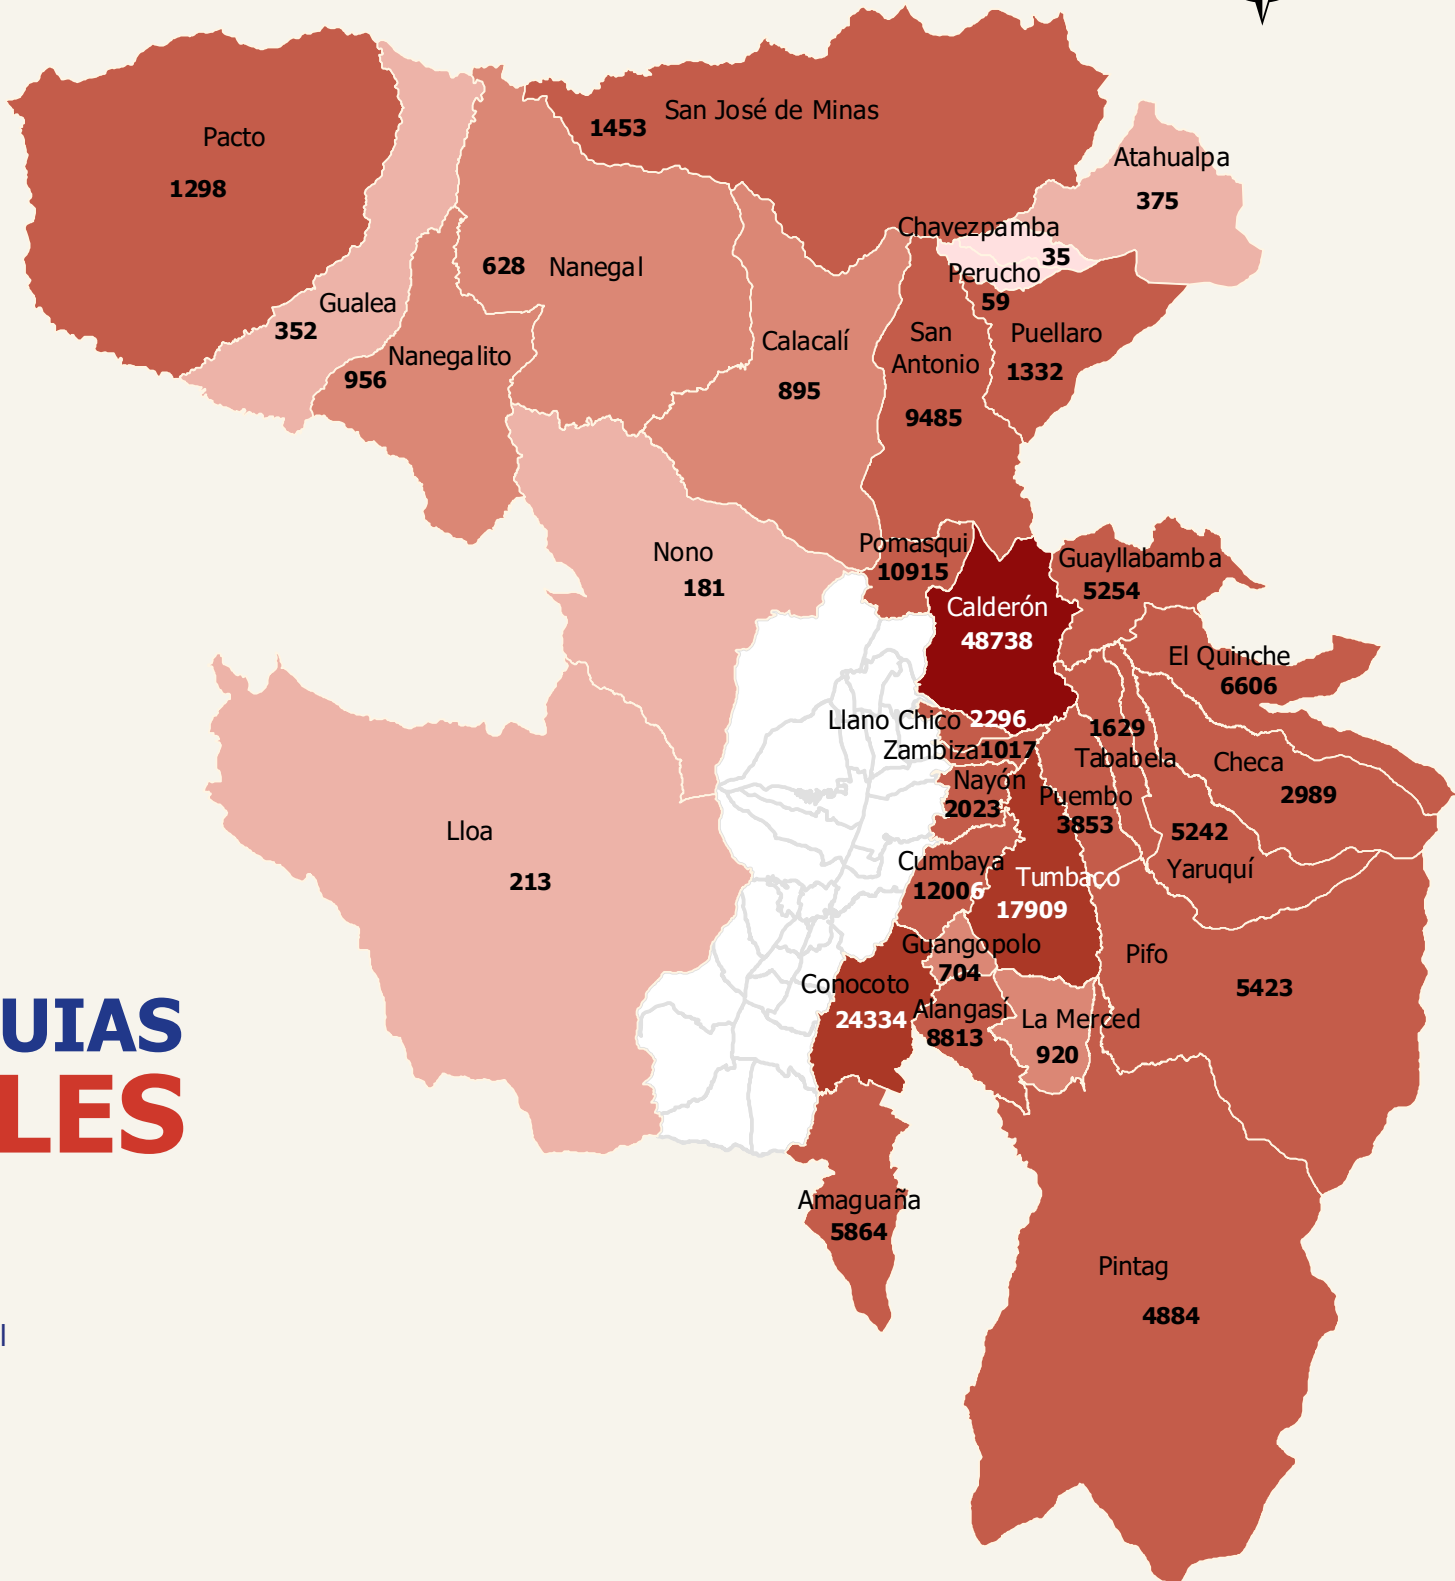 San José de Minas
1453
Pacto
1298
Atahualpa
375
Chavezpamba
35
Perucho
59
628 Nanegal
Gualea
352
Nanegalito
956
Calacalí
895
San
Antonio
9485
Puellaro
1332
Nono
181
Pomasqui
10915
Guayllabamba
5254
Calderón
48738
El Quinche
6606
Llano Chico 2296
Zambiza 1017
1629
Tababela
Checa
2989
Nayón
2023
Puembo
3853
5242
Yaruquí
Lloa
213
Cumbaya
12006
Tumbaco
17909
Guangopolo
704
Pifo
5423
Conocoto
24334
Alangasí
8813
La Merced
920
UIAS
LES
Amaguaña
5864
Pintag
4884
l